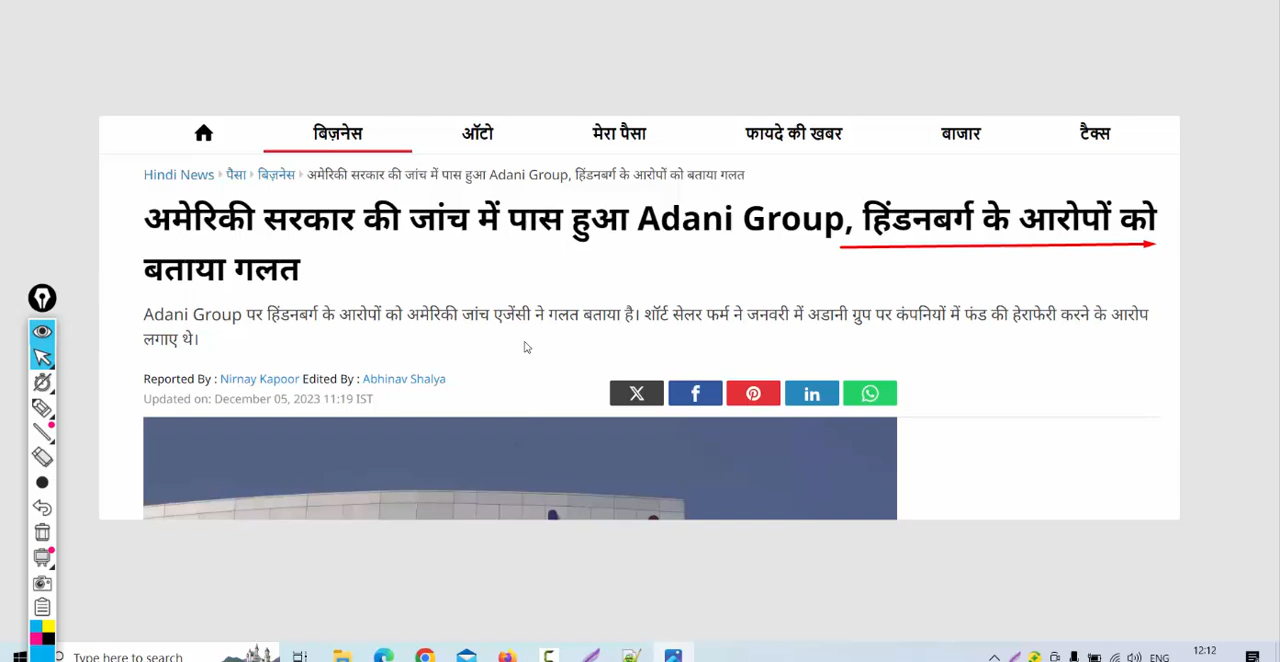 बिज़नेस ऑटो मेरा पैसा फायदे की खबर बाजार टैक्स
Hindi News पैसा बिज़नेस अमेरिकी सरकार की जांच में पास हुआ Adani Group, हिंडनबर्ग के आरोपों को बताया गलत
अमेरिकी सरकार की जांच में पास हुआ Adani Group, हिंडनबर्ग के आरोपों को
बताया गलत
Adani Group पर हिंडनबर्ग के आरोपों को अमेरिकी जांच एजेंसी ने गलत बताया है। शॉर्ट सेलर फर्म ने जनवरी में अडानी ग्रुप पर कंपनियों में फंड की हेराफेरी करने के आरोप
लगाए थे।
Reported By : Nirnay Kapoor Edited By : Abhinav Shalya
Updated on: December 05, 2023 11:19 IST
Type here to search
ENG
12:12